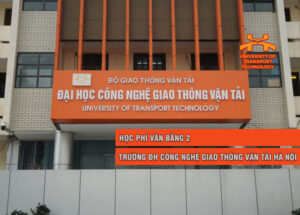 UNIVERSITY
OF TRANSPORT
TECHNOLOGY
BỘ GIAO THÔNG VẬN TẢI
ĐẠI HỌC CÔNG NGHỆ GIAO THÔNG VẬN TẢI
UNIVERSITY OF TRANSPORT TECHNOLOGY
HỌC PHÍ VĂN BẰNG 2
TRƯỜNG ĐH CÔNG NGHỆ GIAO THÔNG VẬN TẢI HÀ NỘI